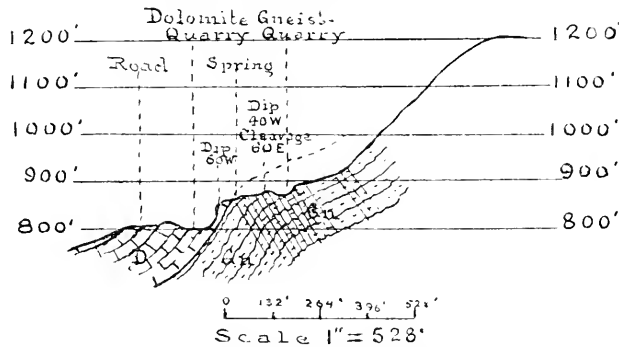 Dolomite Gneiss-
Quarry Quarry
1200' 1200'
Road Spring
1100' 1100'
Dip
40W
1000' 1000'
Cleavage
60E
Dip
60W
900' 900'
Gn
800' 800'
D Gn
0 132' 264' 396' 528'
Scale 1"=528'